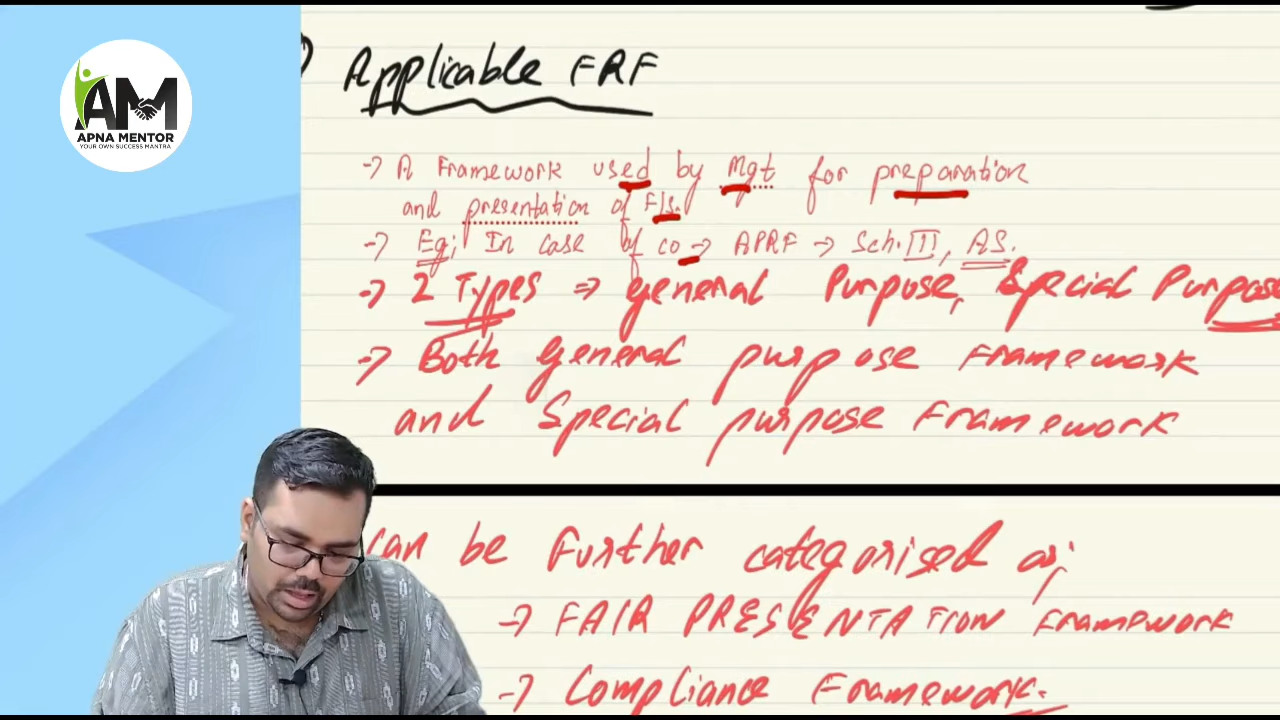 AM
APNA MENTOR
YOUR OWN SUCCESS MANTRA
) Applicable FRF
→ A Framework used by Mgt for preparation
and presentation of F/s.
→ Eg; In case of co → APRF → Sch.III, AS.
→ 2 Types ⇒ general Purpose, Special Purpose
→ Both general purpose Framework
and Special purpose Framework
can be Further categorised as;
→ FAIR PRESENTATION Framework
→ Compliance Framework.